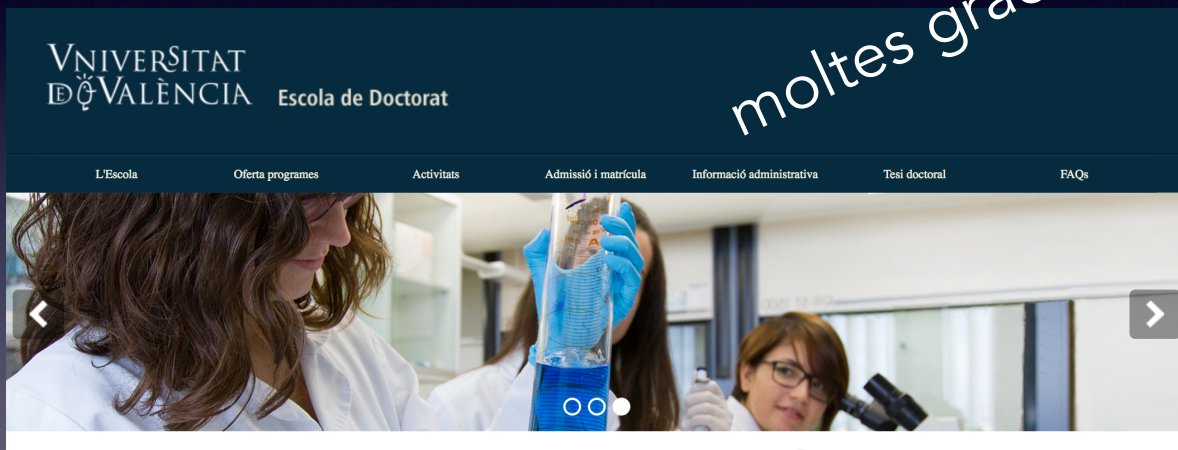 VNIVERSITAT
DE VALÈNCIA
Escola de Doctorat
moltes
L'Escola
Oferta programes
Activitats
Admissió i matrícula
Informació administrativa
Tesi doctoral
FAQs